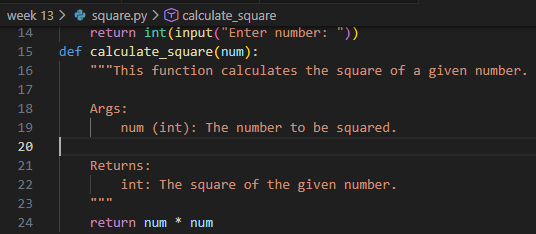 week 13 > square.py > calculate_square
14 return int(input("Enter number: "))
15 def calculate_square(num):
16 """This function calculates the square of a given number.
17
18 Args:
19 num (int): The number to be squared.
20
21 Returns:
22 int: The square of the given number.
23 """
24 return num * num